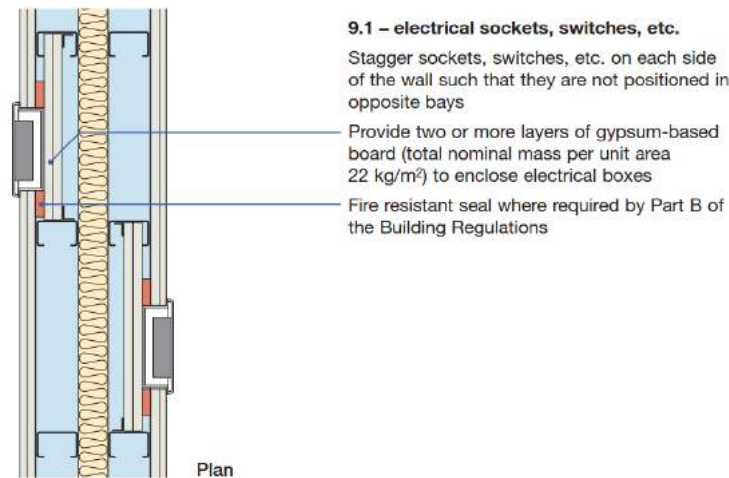 9.1 – electrical sockets, switches, etc.
Stagger sockets, switches, etc. on each side
of the wall such that they are not positioned in
opposite bays
Provide two or more layers of gypsum-based
board (total nominal mass per unit area
22 kg/m²) to enclose electrical boxes
Fire resistant seal where required by Part B of
the Building Regulations
Plan